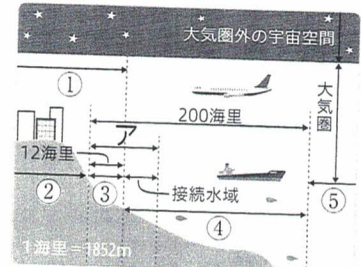 大気圏外の宇宙空間
①
大気圏
200海里
ア
12海里
② ③ 接続水域 ⑤
④
1海里=1852m